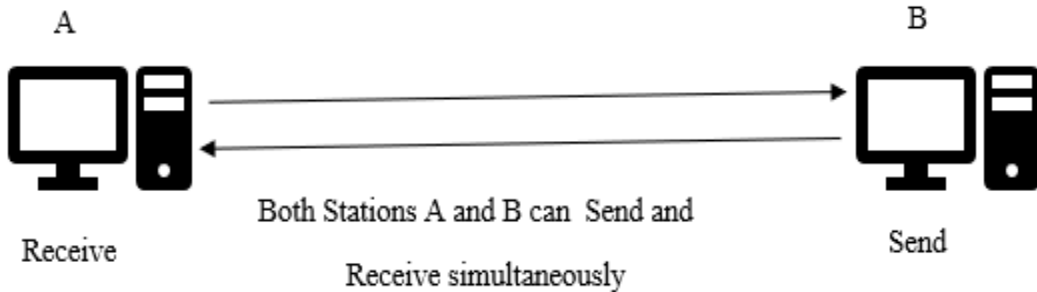 A
B
Both Stations A and B can Send and
Receive simultaneously
Receive
Send